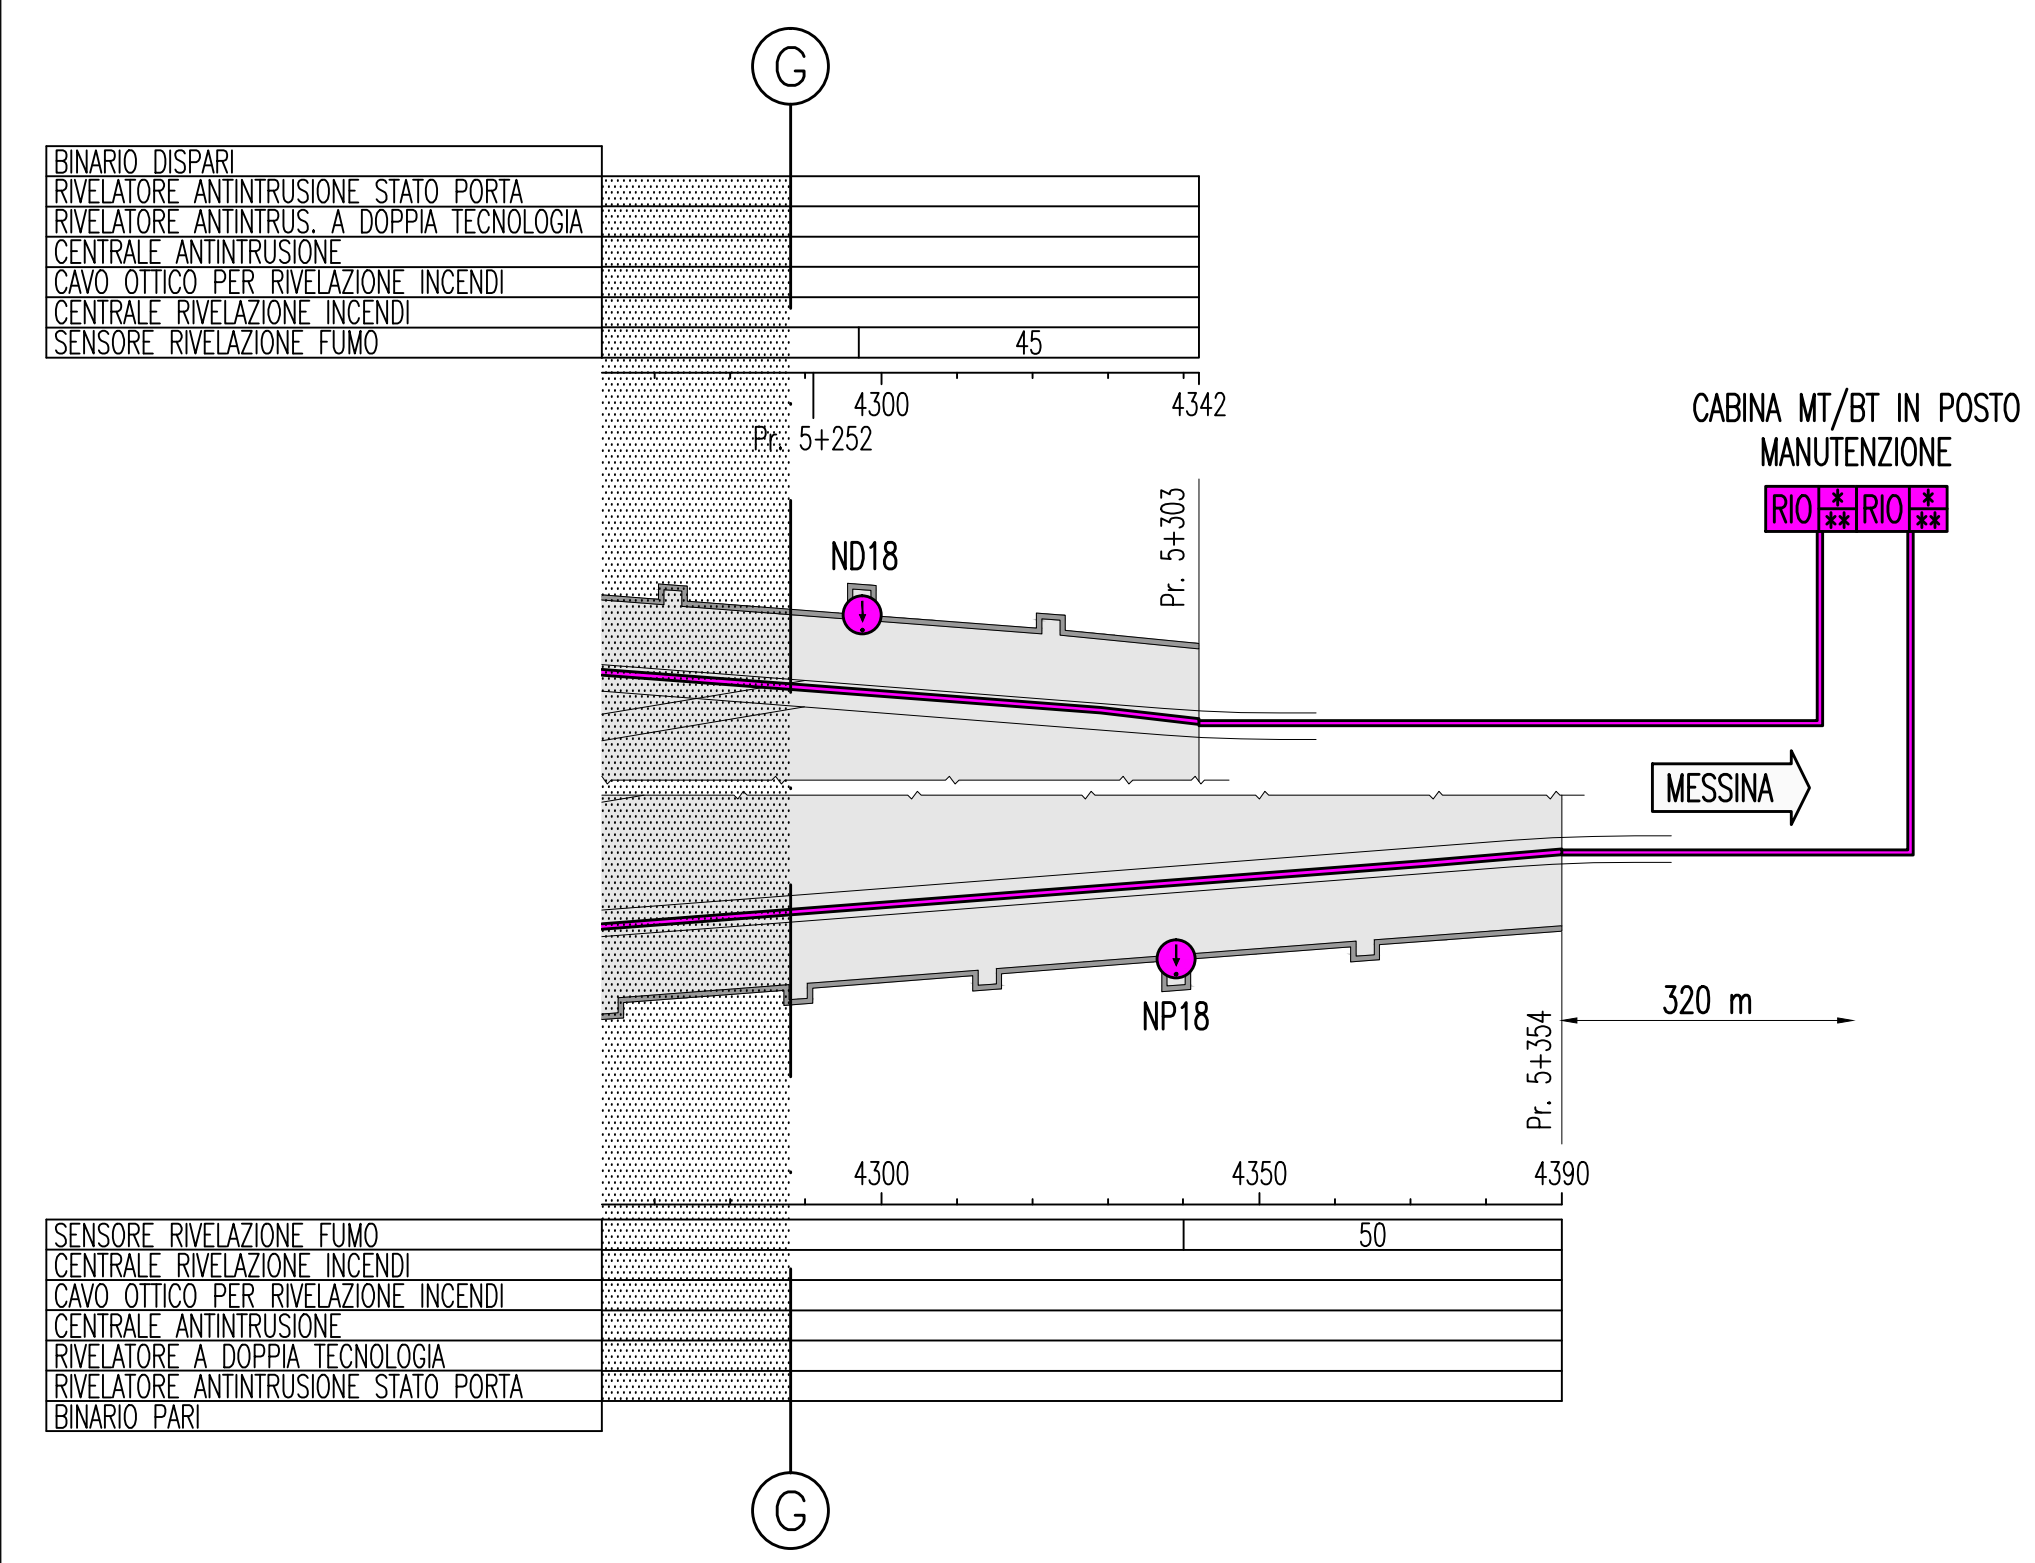 G
BINARIO DISPARI
RIVELATORE ANTINTRUSIONE STATO PORTA
RIVELATORE ANTINTRUS. A DOPPIA TECNOLOGIA
CENTRALE ANTINTRUSIONE
CAVO OTTICO PER RIVELAZIONE INCENDI
CENTRALE RIVELAZIONE INCENDI
SENSORE RIVELAZIONE FUMO 45
4300 4342
Pr. 5+252
CABINA MT/BT IN POSTO
MANUTENZIONE
RIO * ** RIO * **
Pr. 5+303
ND18
MESSINA
NP18
320 m
Pr. 5+354
4300 4350 4390
SENSORE RIVELAZIONE FUMO 50
CENTRALE RIVELAZIONE INCENDI
CAVO OTTICO PER RIVELAZIONE INCENDI
CENTRALE ANTINTRUSIONE
RIVELATORE A DOPPIA TECNOLOGIA
RIVELATORE ANTINTRUSIONE STATO PORTA
BINARIO PARI
G